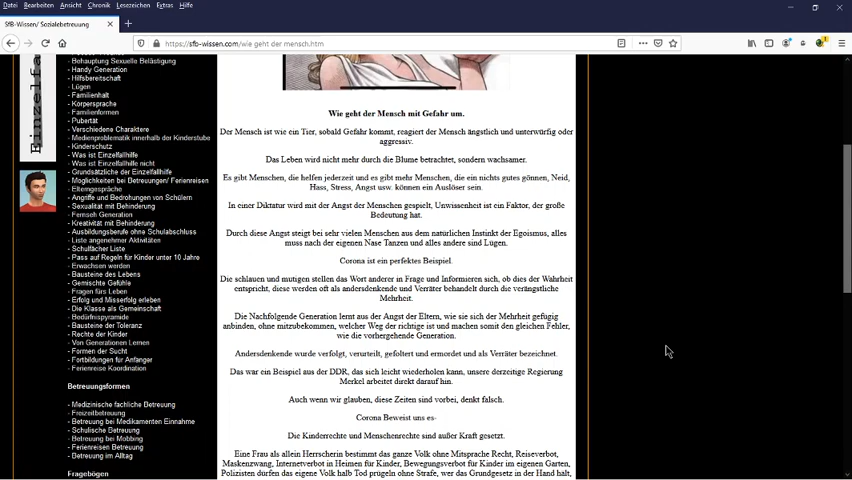 Datei Bearbeiten Ansicht Chronik Lesezeichen Extras Hilfe
SfB-Wissen/ Sozialebetreuung
https://sfb-wissen.com/wie geht der mensch.htm
Einzelfa
- Behauptung Sexuelle Belästigung
- Handy Generation
- Hilfsbereitschaft
- Lügen
- Familienhalt
- Körpersprache
- Familienformen
- Pubertät
- Verschiedene Charaktere
- Medienproblematik innerhalb der Kinderstube
- Kinderschutz
- Was ist Einzelfallhilfe
- Was ist Einzelfallhilfe nicht
- Grundsätzliche der Einzelfallhilfe
- Möglichkeiten bei Betreuungen/ Ferienreisen
- Elterngespräche
- Angriffe und Bedrohungen von Schülern
- Sexualität mit Behinderung
- Fernseh Generation
- Kreativität mit Behinderung
- Ausbildungsberufe ohne Schulabschluss
- Liste angenehmer Aktivitäten
- Schulfächer Liste
- Pass auf Regeln für Kinder unter 10 Jahre
- Erwachsen werden
- Bausteine des Lebens
- Gemischte Gefühle
- Fragen fürs Leben
- Erfolg und Misserfolg erleben
- Die Klasse als Gemeinschaft
- Bedürfnispyramide
- Bausteine der Toleranz
- Rechte der Kinder
- Von Generationen Lernen
- Formen der Sucht
- Fortbildungen für Anfänger
- Ferienreise Koordination
Betreuungsformen
- Medizinische fachliche Betreuung
- Freizeitbetreuung
- Betreuung bei Medikamenten Einnahme
- Schulische Betreuung
- Betreuung bei Mobbing
- Ferienreisen Betreuung
- Betreuung im Alltag
Fragebögen
Wie geht der Mensch mit Gefahr um.
Der Mensch ist wie ein Tier, sobald Gefahr kommt, reagiert der Mensch ängstlich und unterwürfig oder
aggressiv.
Das Leben wird nicht mehr durch die Blume betrachtet, sondern wachsamer.
Es gibt Menschen, die helfen jederzeit und es gibt mehr Menschen, die ein nichts gutes gönnen, Neid,
Hass, Stress, Angst usw. können ein Auslöser sein.
In einer Diktatur wird mit der Angst der Menschen gespielt, Unwissenheit ist ein Faktor, der große
Bedeutung hat.
Durch diese Angst steigt bei sehr vielen Menschen aus dem natürlichen Instinkt der Egoismus, alles
muss nach der eigenen Nase Tanzen und alles andere sind Lügen.
Corona ist ein perfektes Beispiel.
Die schlauen und mutigen stellen das Wort anderer in Frage und Informieren sich, ob dies der Wahrheit
entspricht, diese werden oft als andersdenkende und Verräter behandelt durch die verängstliche
Mehrheit.
Die Nachfolgende Generation lernt aus der Angst der Eltern, wie sie sich der Mehrheit gefügig
anbinden, ohne mitzubekommen, welcher Weg der richtige ist und machen somit den gleichen Fehler,
wie die vorhergehende Generation.
Andersdenkende wurde verfolgt, verurteilt, gefoltert und ermordet und als Verräter bezeichnet.
Das war ein Beispiel aus der DDR, das sich leicht wiederholen kann, unsere derzeitige Regierung
Merkel arbeitet direkt darauf hin.
Auch wenn wir glauben, diese Zeiten sind vorbei, denkt falsch.
Corona Beweist uns es-
Die Kinderrechte und Menschenrechte sind außer Kraft gesetzt.
Eine Frau als allein Herrscherin bestimmt das ganze Volk ohne Mitsprache Recht, Reiseverbot,
Maskenzwang, Internetverbot in Heimen für Kinder, Bewegungsverbot für Kinder im eigenen Garten,
Polizisten dürfen das eigene Volk halb Tod prügeln ohne Strafe, wer das Grundgesetz in der Hand hält,